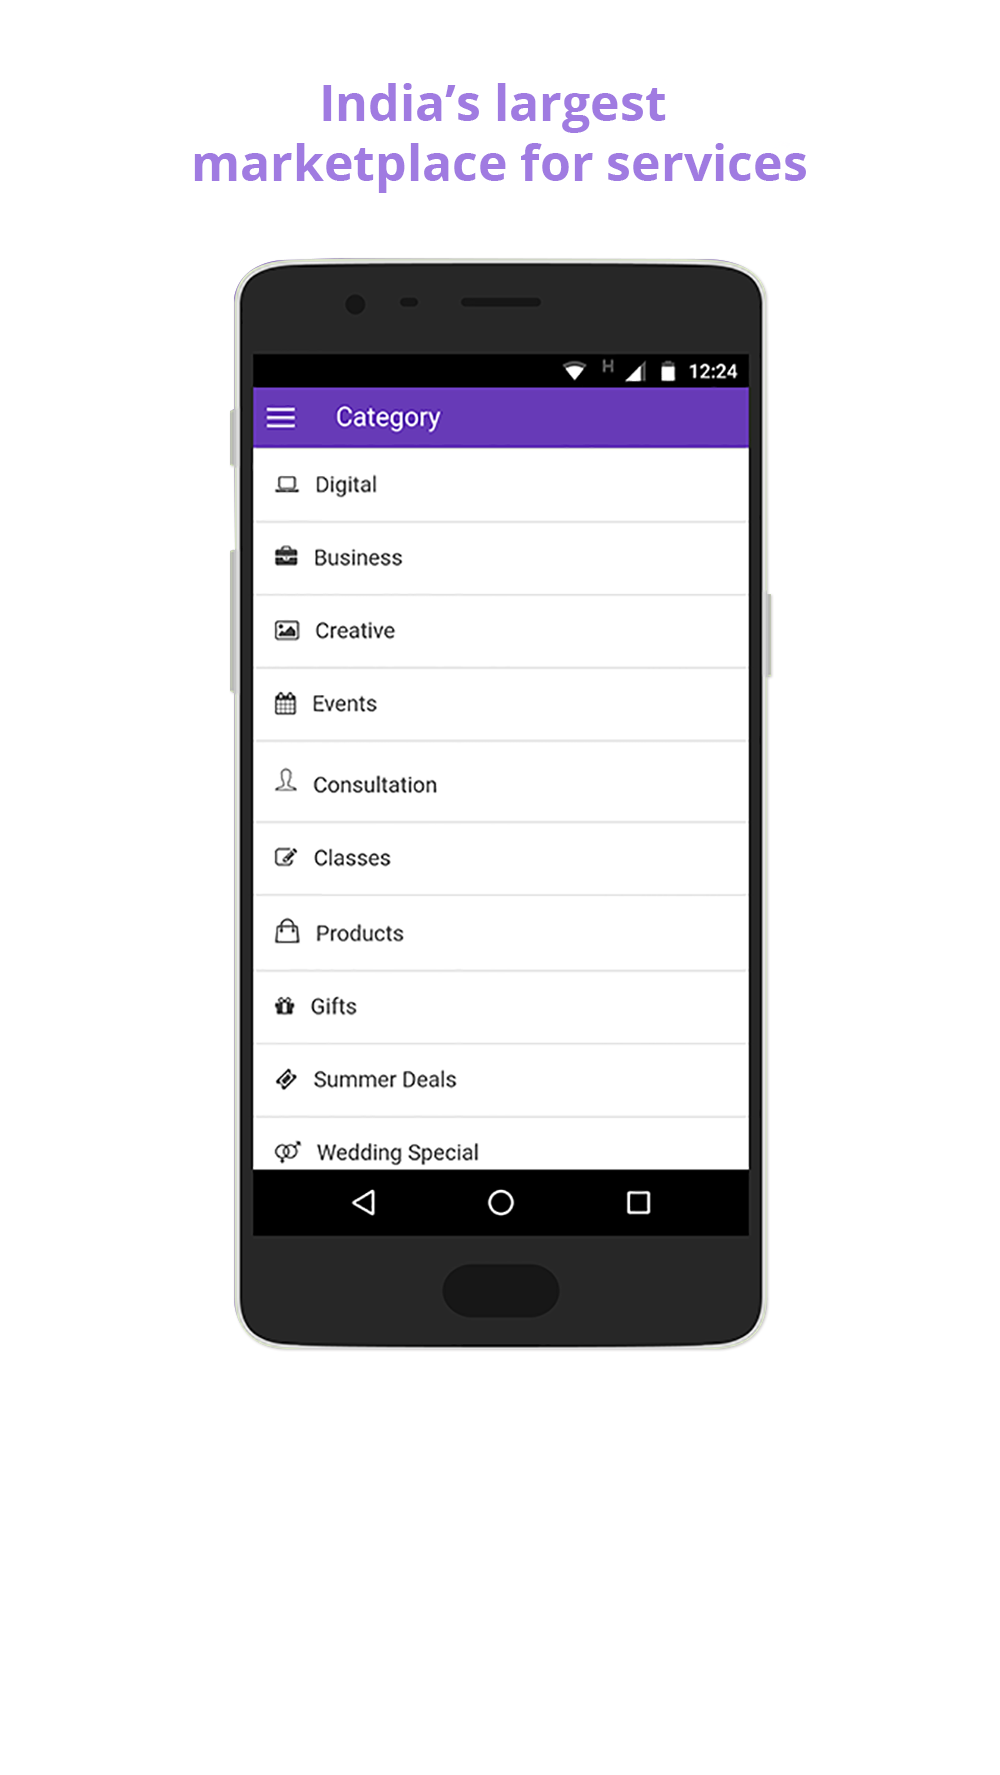 India’s largest
marketplace for services
H 12:24
Category
Digital
Business
Creative
Events
Consultation
Classes
Products
Gifts
Summer Deals
Wedding Special